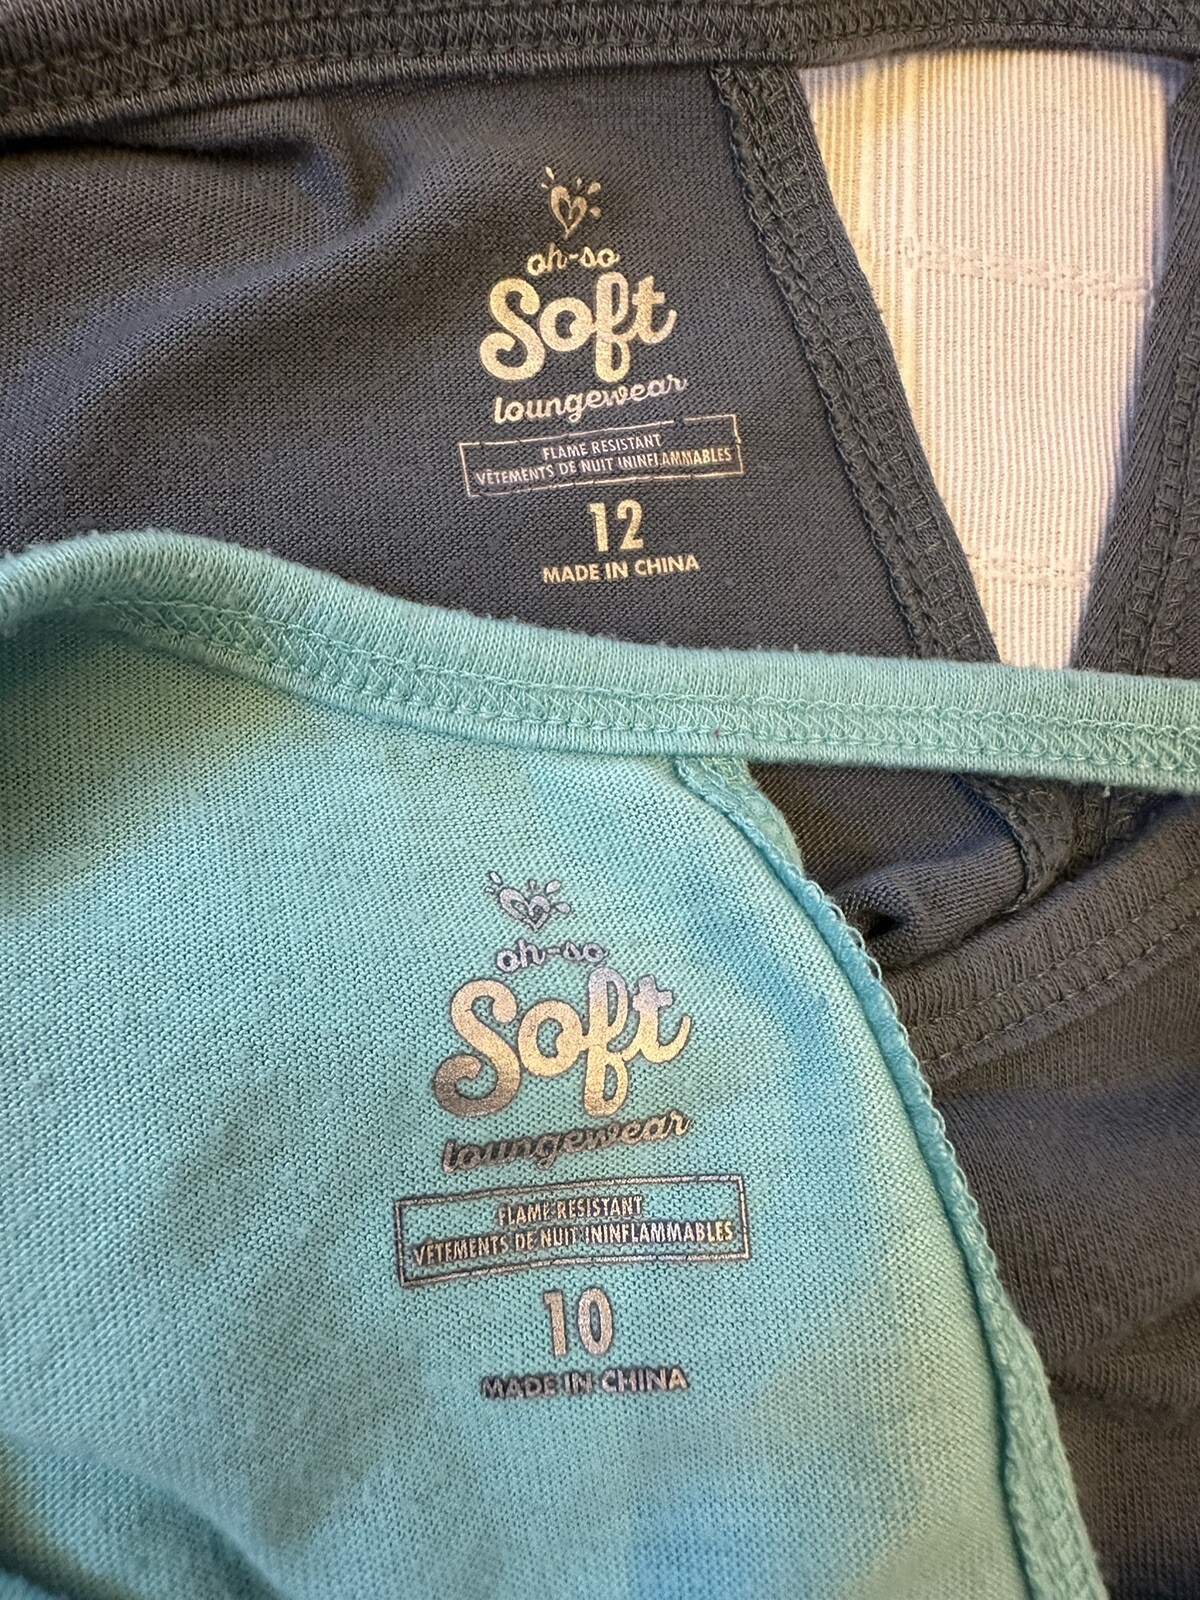 oh-so
Soft
loungewear
FLAME RESISTANT
VÊTEMENTS DE NUIT ININFLAMMABLES
12
MADE IN CHINA
oh-so
Soft
loungewear
FLAME RESISTANT
VÊTEMENTS DE NUIT ININFLAMMABLES
10
MADE IN CHINA